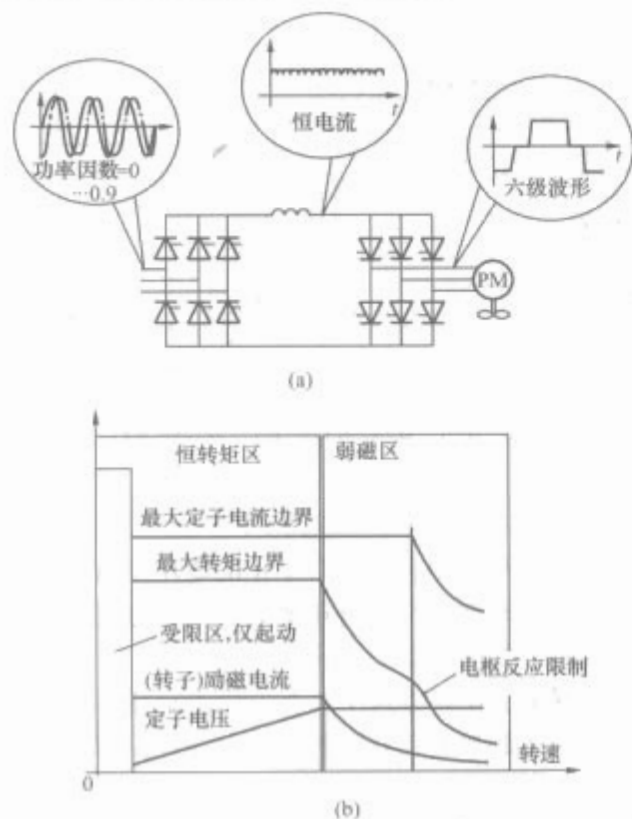 t
恒电流
功率因数=0
…0.9
t
六级波形
PM
(a)
恒转矩区
弱磁区
最大定子电流边界
最大转矩边界
受限区,仅起动
电枢反应限制
(转子)励磁电流
定子电压
转速
0
(b)